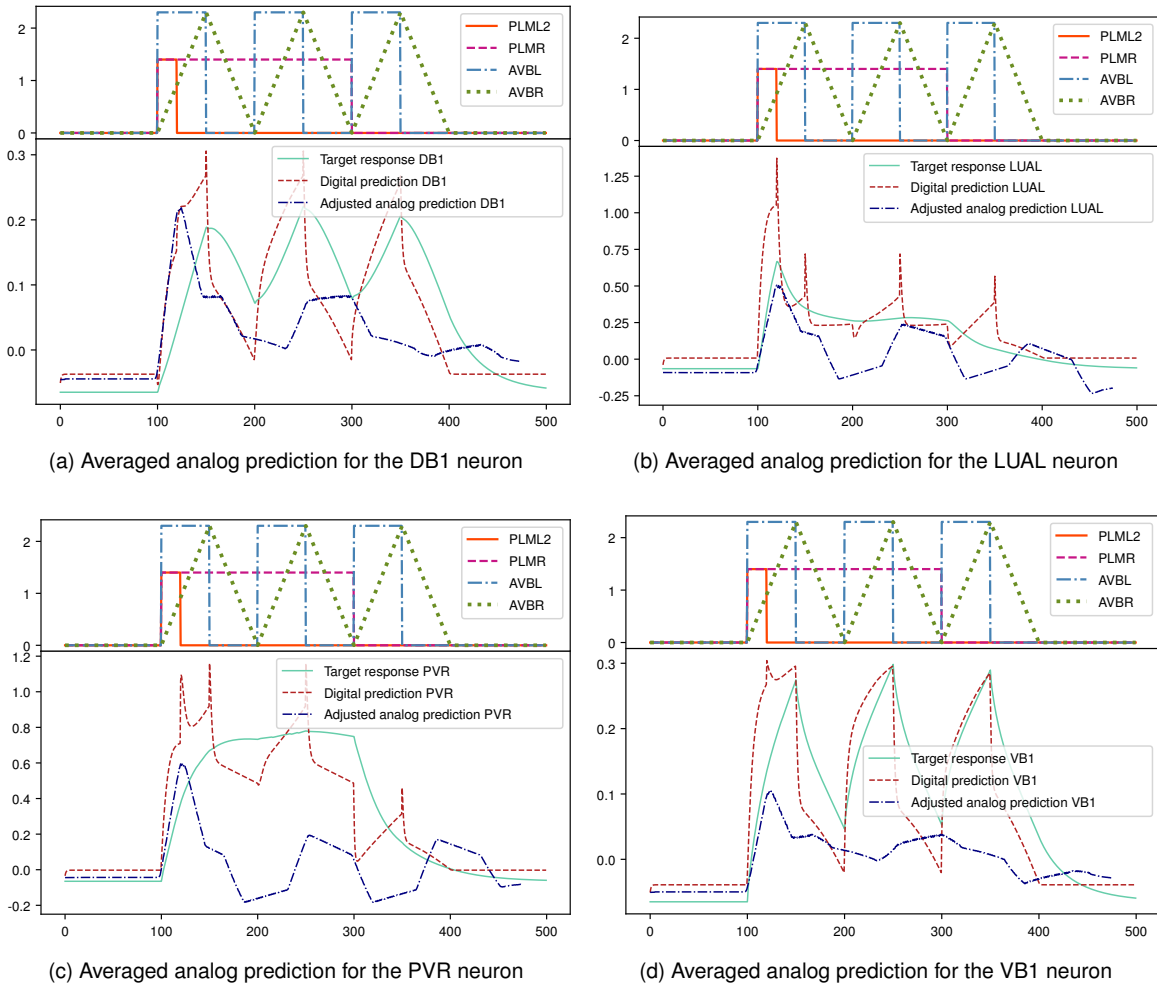 PLML2
PLMR
AVBL
AVBR
2
1
0
Target response DB1
Digital prediction DB1
Adjusted analog prediction DB1
0.3
0.2
0.1
0.0
0 100 200 300 400 500
(a) Averaged analog prediction for the DB1 neuron
PLML2
PLMR
AVBL
AVBR
2
1
0
Target response LUAL
Digital prediction LUAL
Adjusted analog prediction LUAL
1.25
1.00
0.75
0.50
0.25
0.00
-0.25
0 100 200 300 400 500
(b) Averaged analog prediction for the LUAL neuron
PLML2
PLMR
AVBL
AVBR
2
1
0
Target response PVR
Digital prediction PVR
Adjusted analog prediction PVR
1.2
1.0
0.8
0.6
0.4
0.2
0.0
-0.2
0 100 200 300 400 500
(c) Averaged analog prediction for the PVR neuron
PLML2
PLMR
AVBL
AVBR
2
1
0
Target response VB1
Digital prediction VB1
Adjusted analog prediction VB1
0.3
0.2
0.1
0.0
0 100 200 300 400 500
(d) Averaged analog prediction for the VB1 neuron